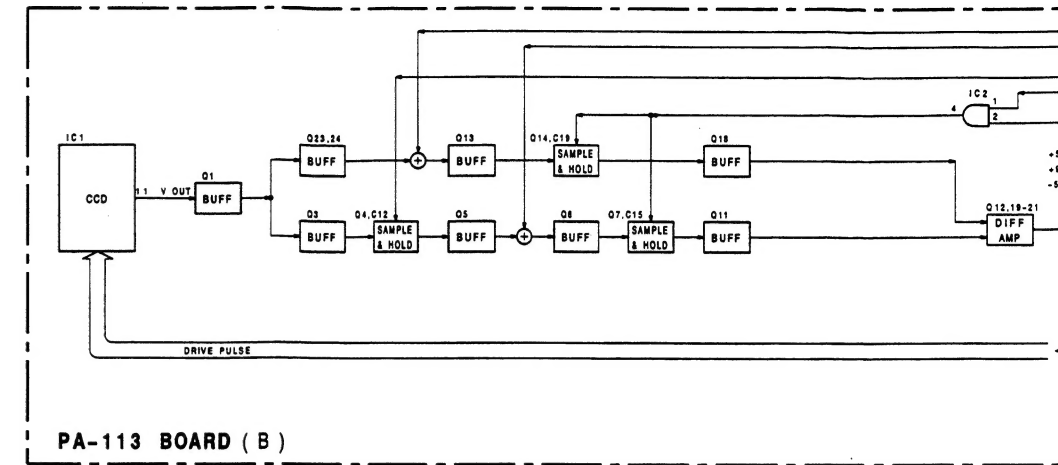 IC2
1
4
2
IC1
Q23,24
Q13
Q14,C19
Q18
BUFF
BUFF
SAMPLE
& HOLD
BUFF
CCD
11 V OUT
Q1
BUFF
Q3
Q4,C12
Q5
Q6
Q7,C15
Q11
Q12,19-21
BUFF
SAMPLE
& HOLD
BUFF
BUFF
SAMPLE
& HOLD
BUFF
DIFF
AMP
DRIVE PULSE
PA-113 BOARD (B)